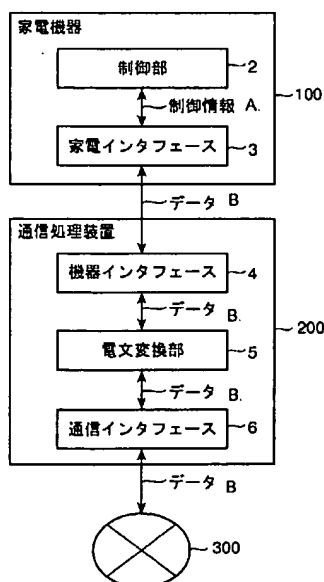 家電機器
制御部 2
制御情報 A.
100
家電インタフェース 3
データ B
通信処理装置
機器インタフェース 4
データ B.
200
電文変換部 5
データ B.
通信インタフェース 6
データ B
300